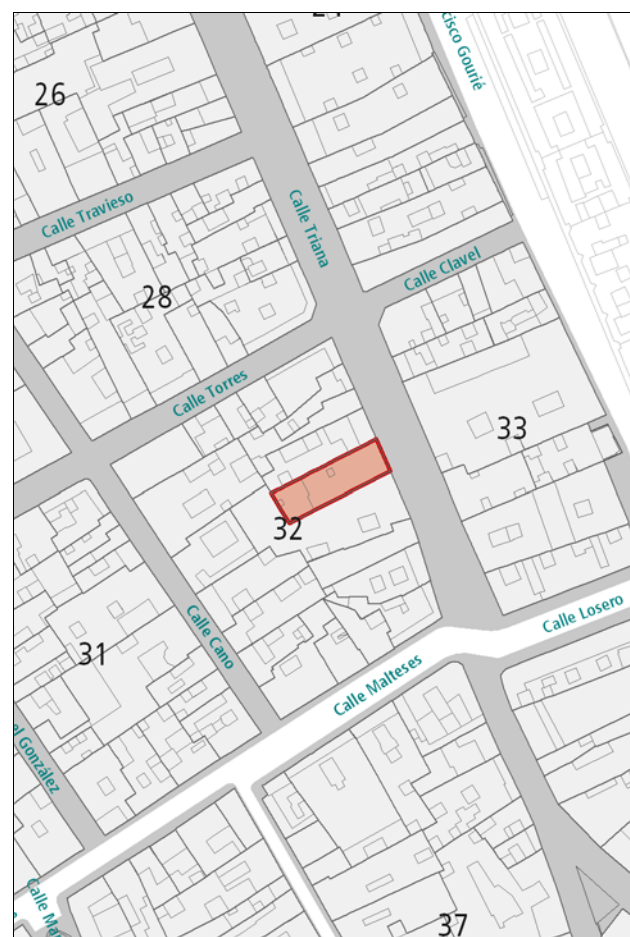 cisco Gourié
26
Calle Travieso
Calle Triana
Calle Clavel
28
Calle Torres
33
32
Calle Cano
31
Calle Losero
Calle Malteses
el González
37